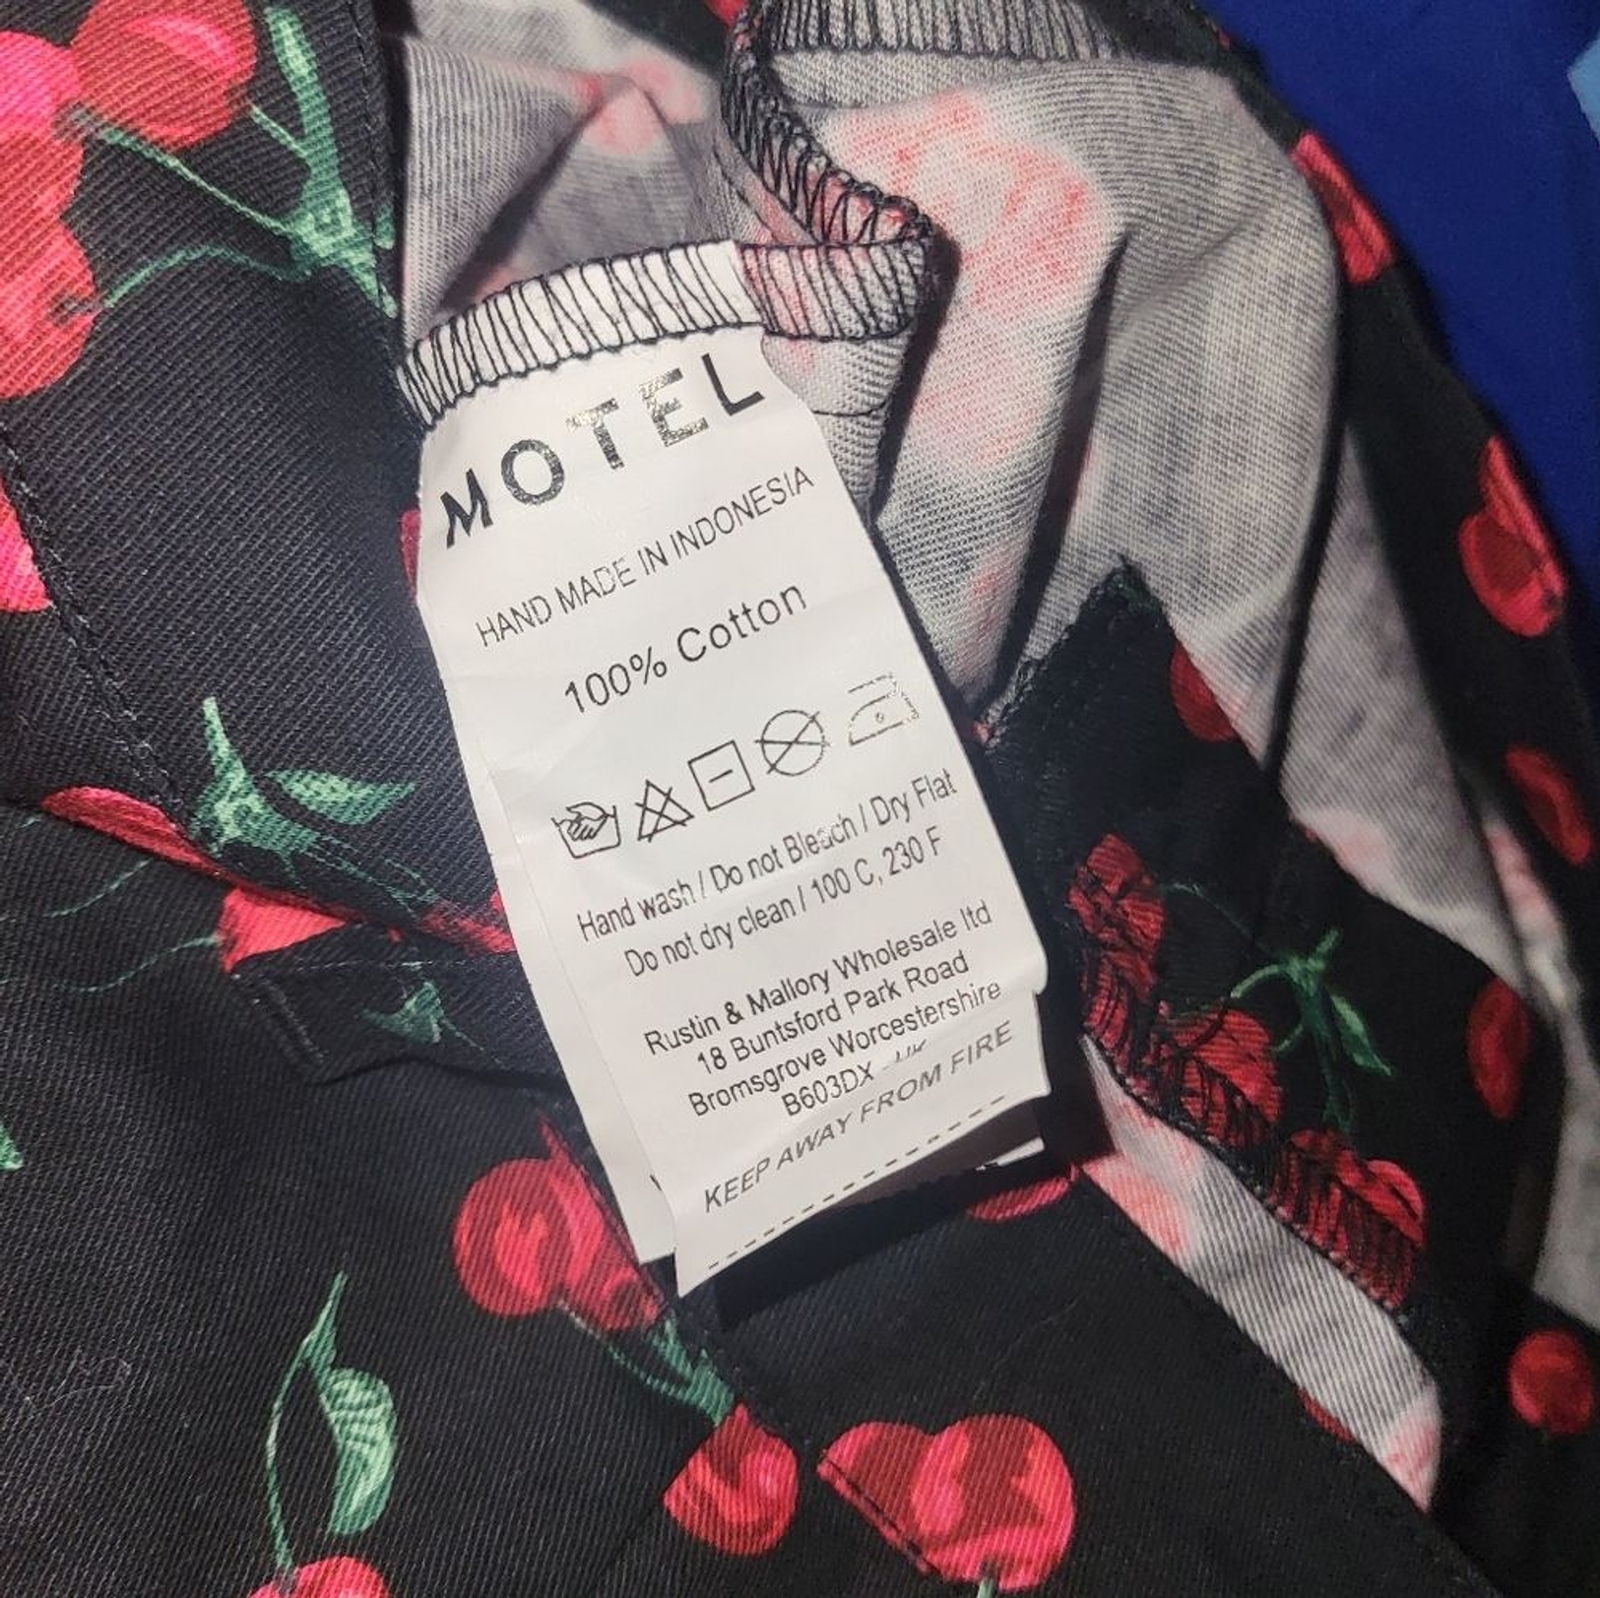 MOTEL
HAND MADE IN INDONESIA
100% Cotton
Hand wash / Do not Bleach / Dry Flat
Do not dry clean / 100 C, 230 F
Rustin & Mallory Wholesale ltd
18 Buntsford Park Road
Bromsgrove Worcestershire
B603DX - UK
KEEP AWAY FROM FIRE